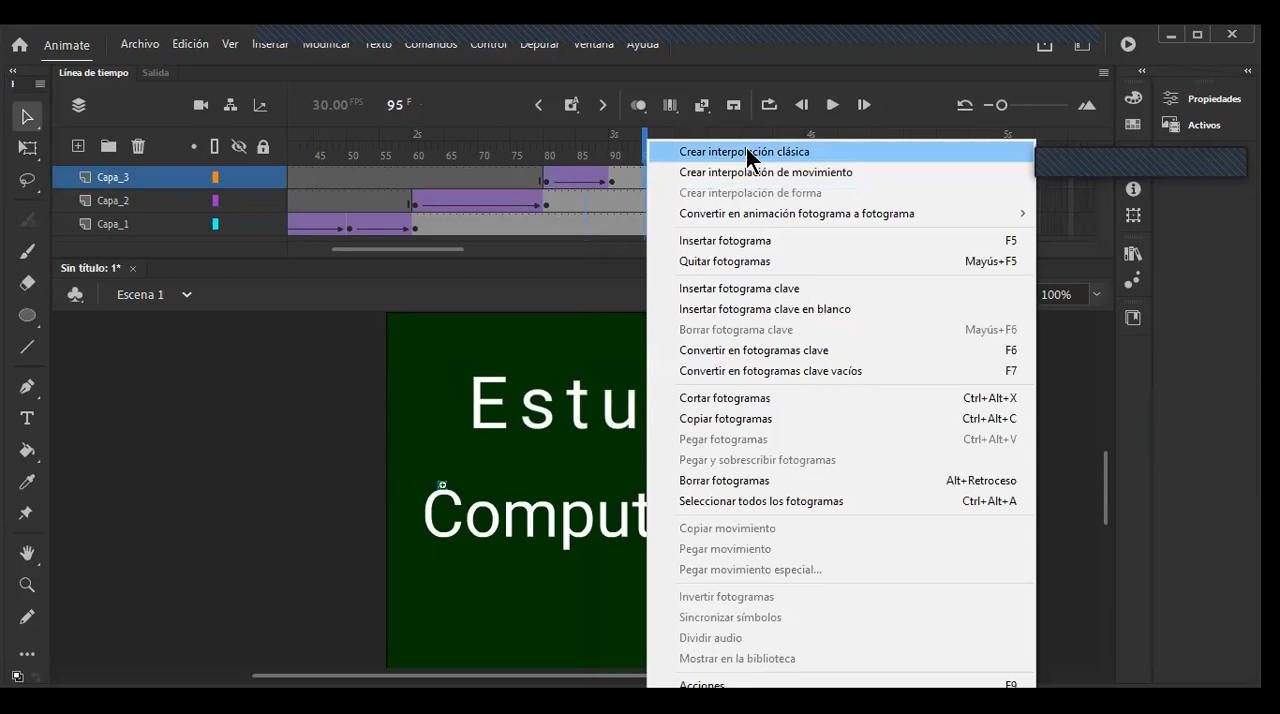 Animate Archivo Edición Ver Insertar Modificar Texto Comandos Control Depurar Ventana Ayuda
Línea de tiempo Salida
30.00 FPS 95 F
Propiedades
Activos
2s 3s 4s 5s
45 50 55 60 65 70 75 80 85 90
Capa_3
Capa_2
Capa_1
Sin título: 1* ×
Escena 1
100%
Crear interpolación clásica
Crear interpolación de movimiento
Crear interpolación de forma
Convertir en animación fotograma a fotograma
Insertar fotograma F5
Quitar fotogramas Mayús+F5
Insertar fotograma clave
Insertar fotograma clave en blanco
Borrar fotograma clave Mayús+F6
Convertir en fotogramas clave F6
Convertir en fotogramas clave vacíos F7
Cortar fotogramas Ctrl+Alt+X
Copiar fotogramas Ctrl+Alt+C
Pegar fotogramas Ctrl+Alt+V
Pegar y sobrescribir fotogramas
Borrar fotogramas Alt+Retroceso
Seleccionar todos los fotogramas Ctrl+Alt+A
Copiar movimiento
Pegar movimiento
Pegar movimiento especial...
Invertir fotogramas
Sincronizar símbolos
Dividir audio
Mostrar en la biblioteca
Acciones F9
Estu
Comput